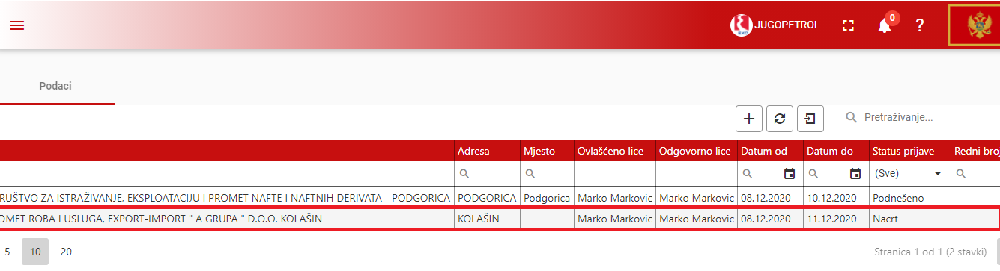 EKO JUGOPETROL 0 ?
Podaci
Pretraživanje...
Adresa Mjesto Ovlašćeno lice Odgovorno lice Datum od Datum do Status prijave Redni broj
(Sve)
RUŠTVO ZA ISTRAŽIVANJE, EKSPLOATACIJU I PROMET NAFTE I NAFTNIH DERIVATA - PODGORICA PODGORICA Podgorica Marko Markovic Marko Markovic 08.12.2020 10.12.2020 Podnešeno
OMET ROBA I USLUGA, EXPORT-IMPORT " A GRUPA " D.O.O. KOLAŠIN KOLAŠIN Marko Markovic Marko Markovic 08.12.2020 11.12.2020 Nacrt
5 10 20 Stranica 1 od 1 (2 stavki)